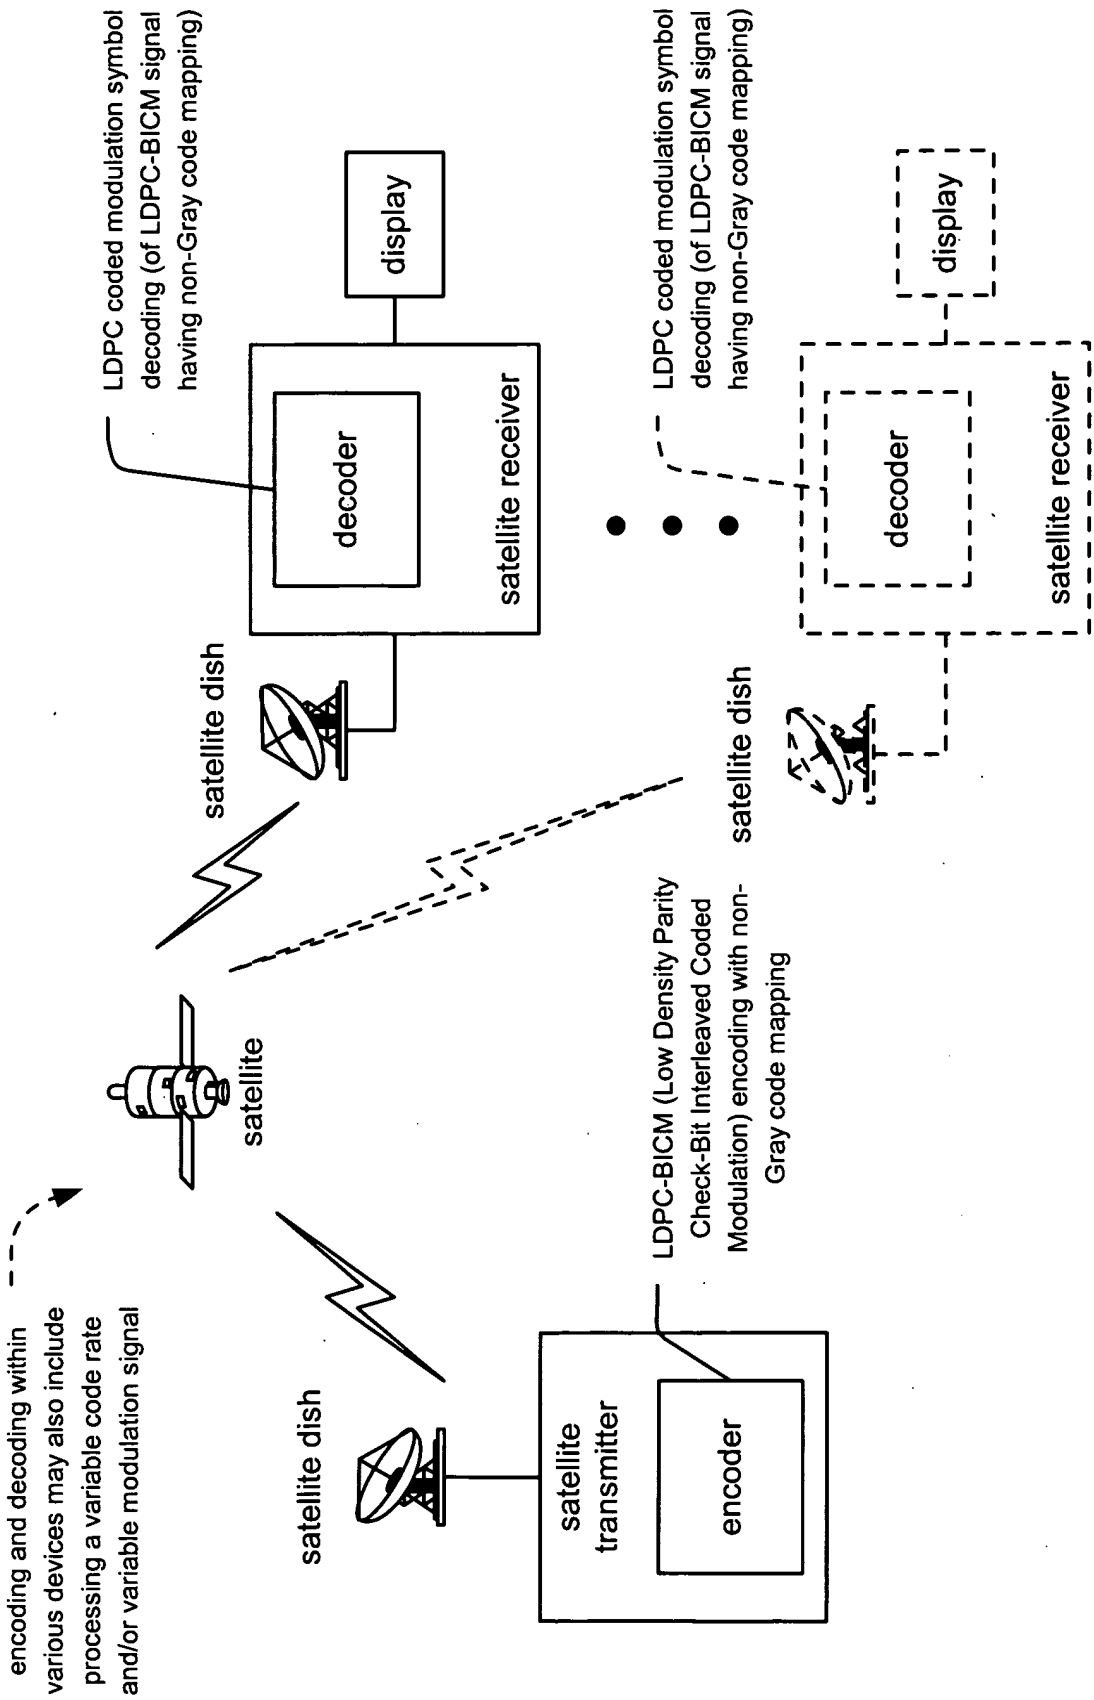 encoding and decoding within
various devices may also include
processing a variable code rate
and/or variable modulation signal
satellite
satellite dish
satellite
transmitter
encoder
LDPC-BICM (Low Density Parity
Check-Bit Interleaved Coded
Modulation) encoding with non-
Gray code mapping
satellite dish
LDPC coded modulation symbol
decoding (of LDPC-BICM signal
having non-Gray code mapping)
decoder
satellite receiver
display
satellite dish
LDPC coded modulation symbol
decoding (of LDPC-BICM signal
having non-Gray code mapping)
decoder
satellite receiver
display